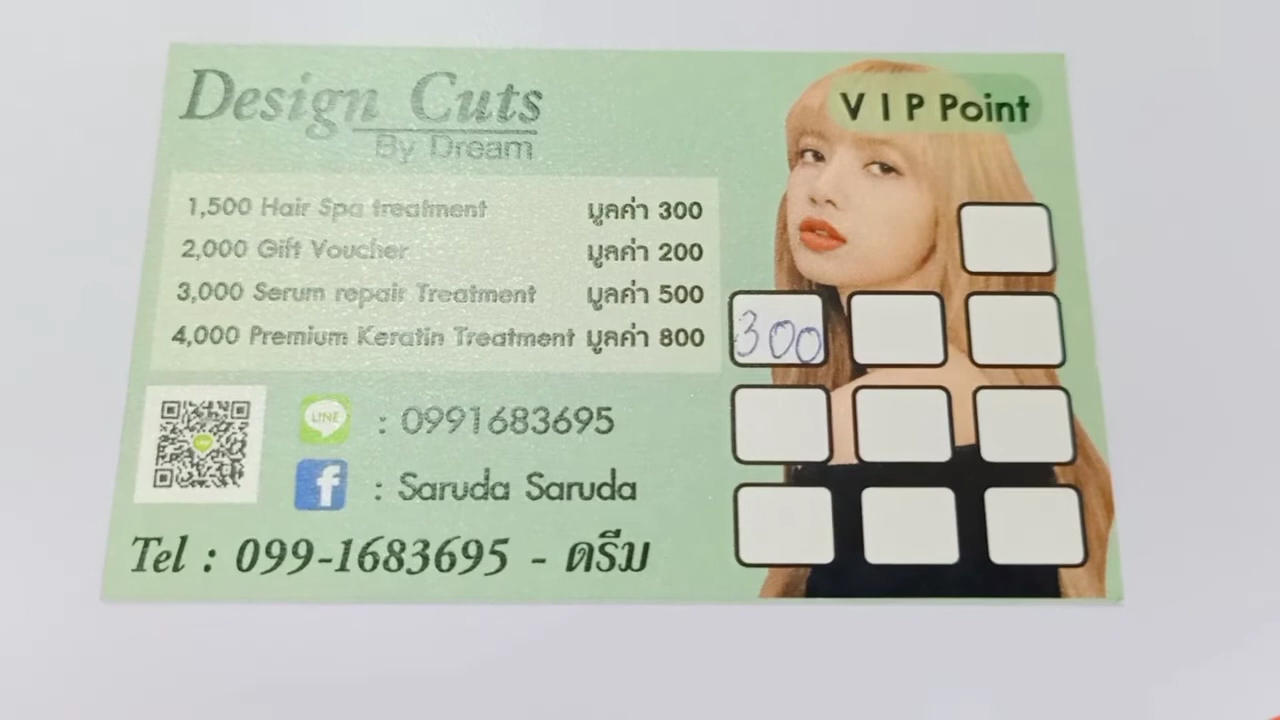 Design Cuts
By Dream
VIP Point
1,500 Hair Spa treatment มูลค่า 300
2,000 Gift Voucher มูลค่า 200
3,000 Serum repair Treatment มูลค่า 500
4,000 Premium Keratin Treatment มูลค่า 800
300
LINE : 0991683695
f : Saruda Saruda
Tel : 099-1683695 - ดรีม